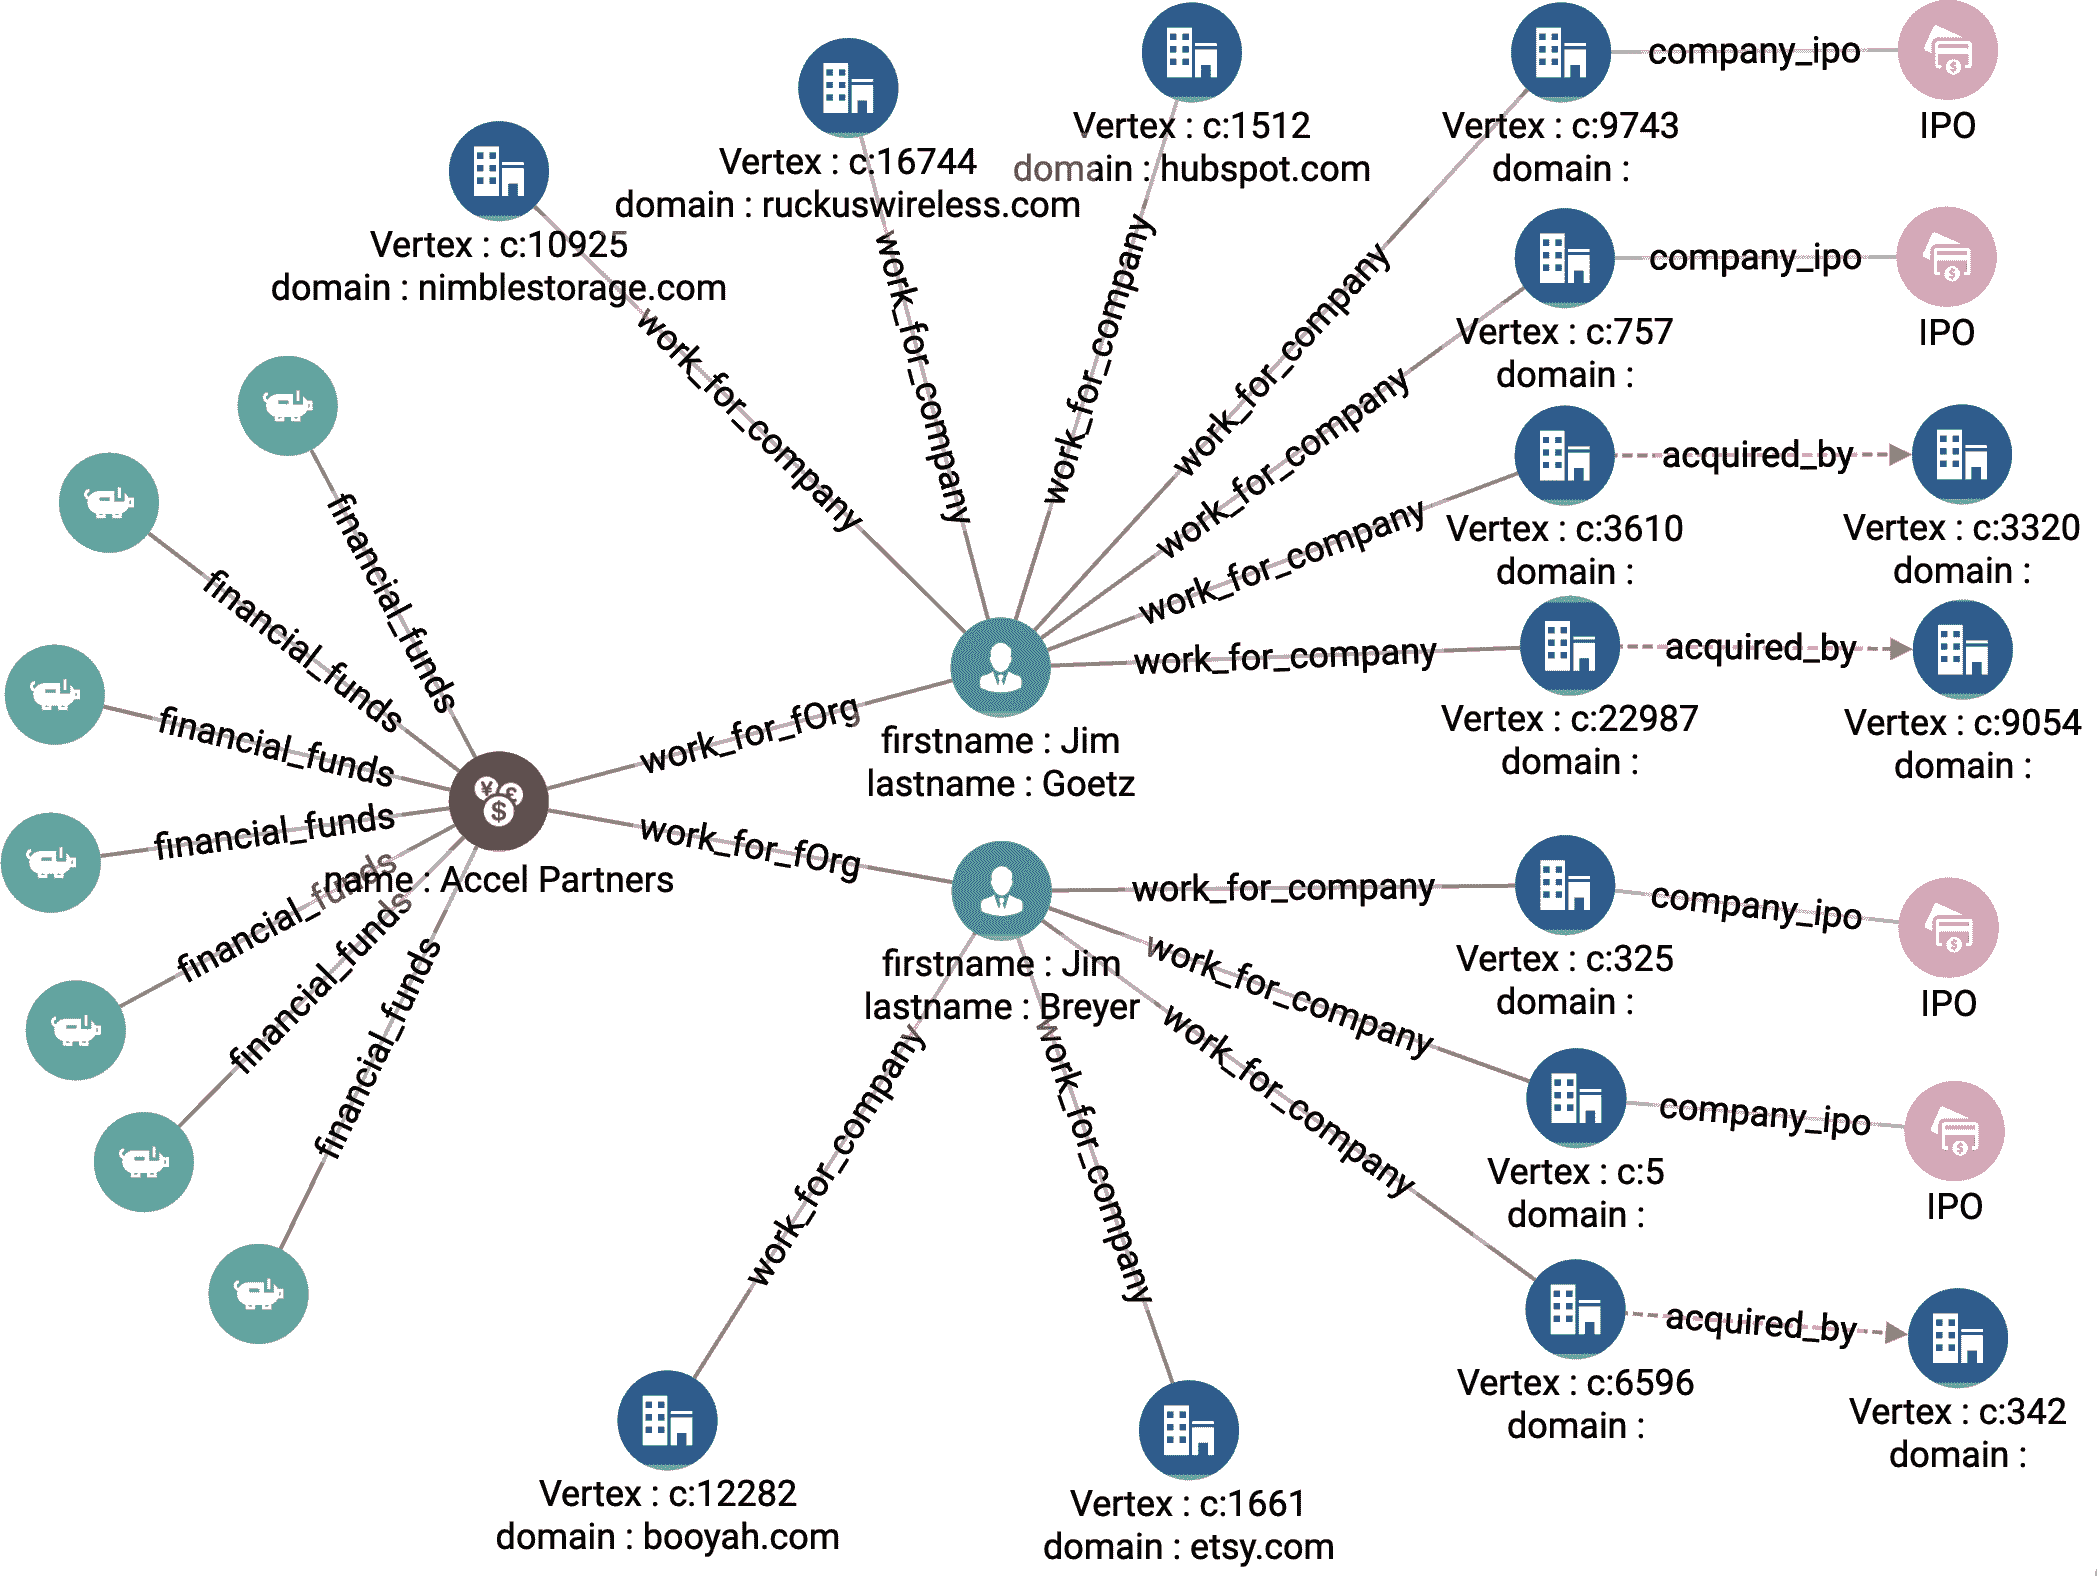 company_ipo
IPO
Vertex : c:1512
domain : hubspot.com
Vertex : c:9743
domain :
Vertex : c:16744
domain : ruckuswireless.com
Vertex : c:10925
domain : nimblestorage.com
work_for_company
work_for_company
work_for_company
work_for_company
company_ipo
IPO
Vertex : c:757
domain :
work_for_company
acquired_by
Vertex : c:3610
domain :
Vertex : c:3320
domain :
work_for_company
work_for_company
acquired_by
Vertex : c:22987
domain :
Vertex : c:9054
domain :
financial_funds
financial_funds
financial_funds
financial_funds
financial_funds
financial_funds
financial_funds
name : Accel Partners
work_for_fOrg
firstname : Jim
lastname : Goetz
work_for_fOrg
firstname : Jim
lastname : Breyer
work_for_company
company_ipo
Vertex : c:325
domain :
IPO
work_for_company
company_ipo
Vertex : c:5
domain :
IPO
work_for_company
acquired_by
Vertex : c:6596
domain :
Vertex : c:342
domain :
work_for_company
work_for_company
Vertex : c:12282
domain : booyah.com
Vertex : c:1661
domain : etsy.com